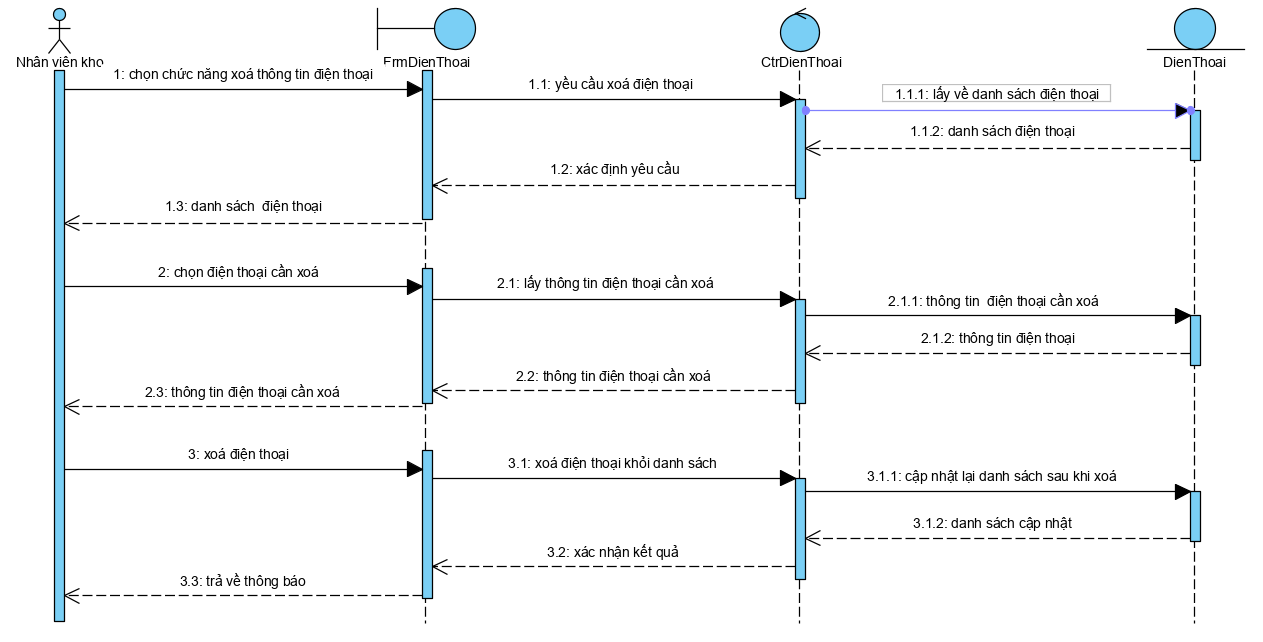 Nhân viên kho
FrmDienThoai
CtrDienThoai
DienThoai
1: chọn chức năng xoá thông tin điện thoại
1.1: yều cầu xoá điện thoại
1.1.1: lấy về danh sách điện thoại
1.1.2: danh sách điện thoại
1.2: xác định yêu cầu
1.3: danh sách  điện thoại
2: chọn điện thoại cần xoá
2.1: lấy thông tin điện thoại cần xoá
2.1.1: thông tin  điện thoại cần xoá
2.1.2: thông tin điện thoại
2.2: thông tin điện thoại cần xoá
2.3: thông tin điện thoại cần xoá
3: xoá điện thoại
3.1: xoá điện thoại khỏi danh sách
3.1.1: cập nhật lại danh sách sau khi xoá
3.1.2: danh sách cập nhật
3.2: xác nhận kết quả
3.3: trả về thông báo